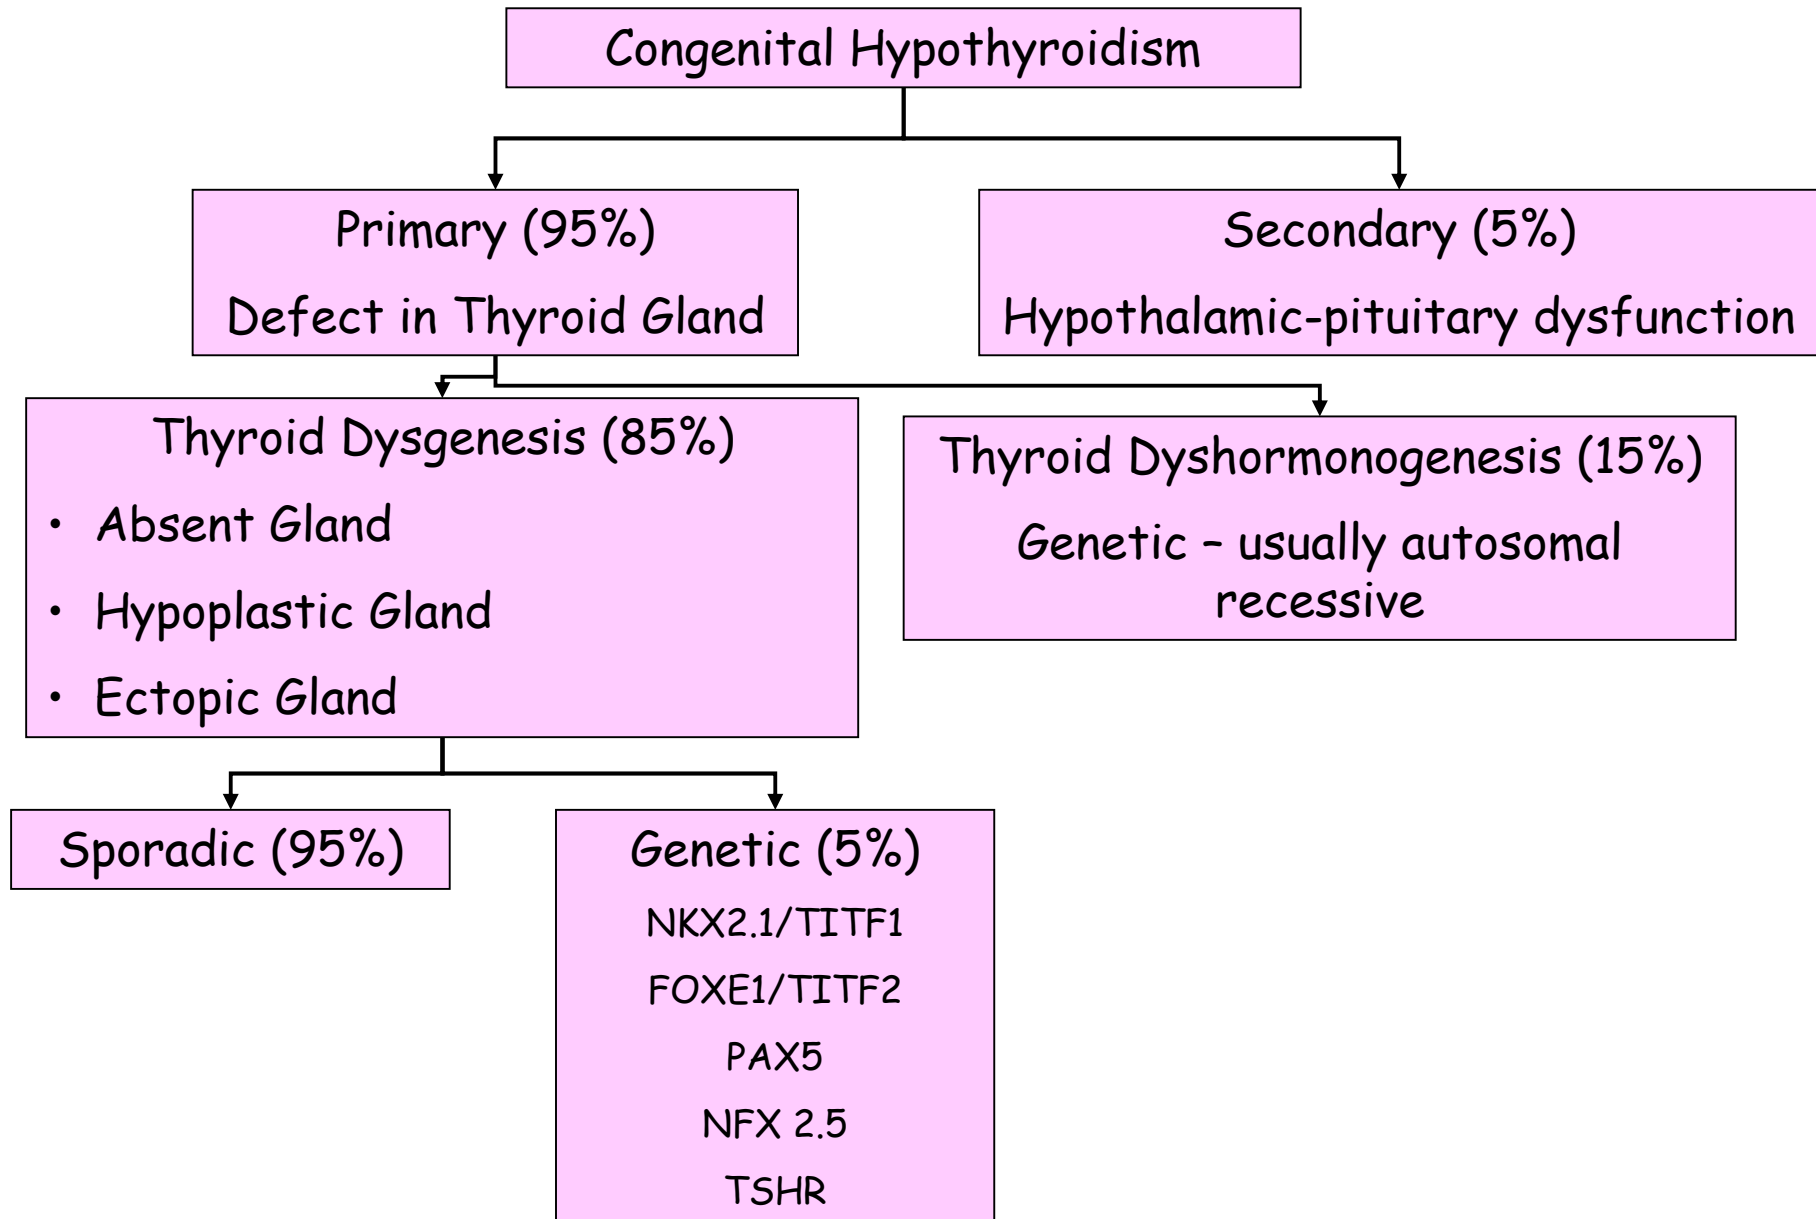 Congenital Hypothyroidism
Primary (95%)
Defect in Thyroid Gland
Secondary (5%)
Hypothalamic-pituitary dysfunction
Thyroid Dysgenesis (85%)
• Absent Gland
• Hypoplastic Gland
• Ectopic Gland
Thyroid Dyshormonogenesis (15%)
Genetic – usually autosomal
recessive
Sporadic (95%)
Genetic (5%)
NKX2.1/TITF1
FOXE1/TITF2
PAX5
NFX 2.5
TSHR